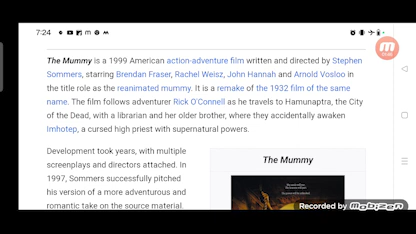 7:24
The Mummy is a 1999 American action-adventure film written and directed by Stephen
Sommers, starring Brendan Fraser, Rachel Weisz, John Hannah and Arnold Vosloo in
the title role as the reanimated mummy. It is a remake of the 1932 film of the same
name. The film follows adventurer Rick O'Connell as he travels to Hamunaptra, the City
of the Dead, with a librarian and her older brother, where they accidentally awaken
Imhotep, a cursed high priest with supernatural powers.
Development took years, with multiple
screenplays and directors attached. In
1997, Sommers successfully pitched
his version of a more adventurous and
romantic take on the source material.
The Mummy
Recorded by Mobizen